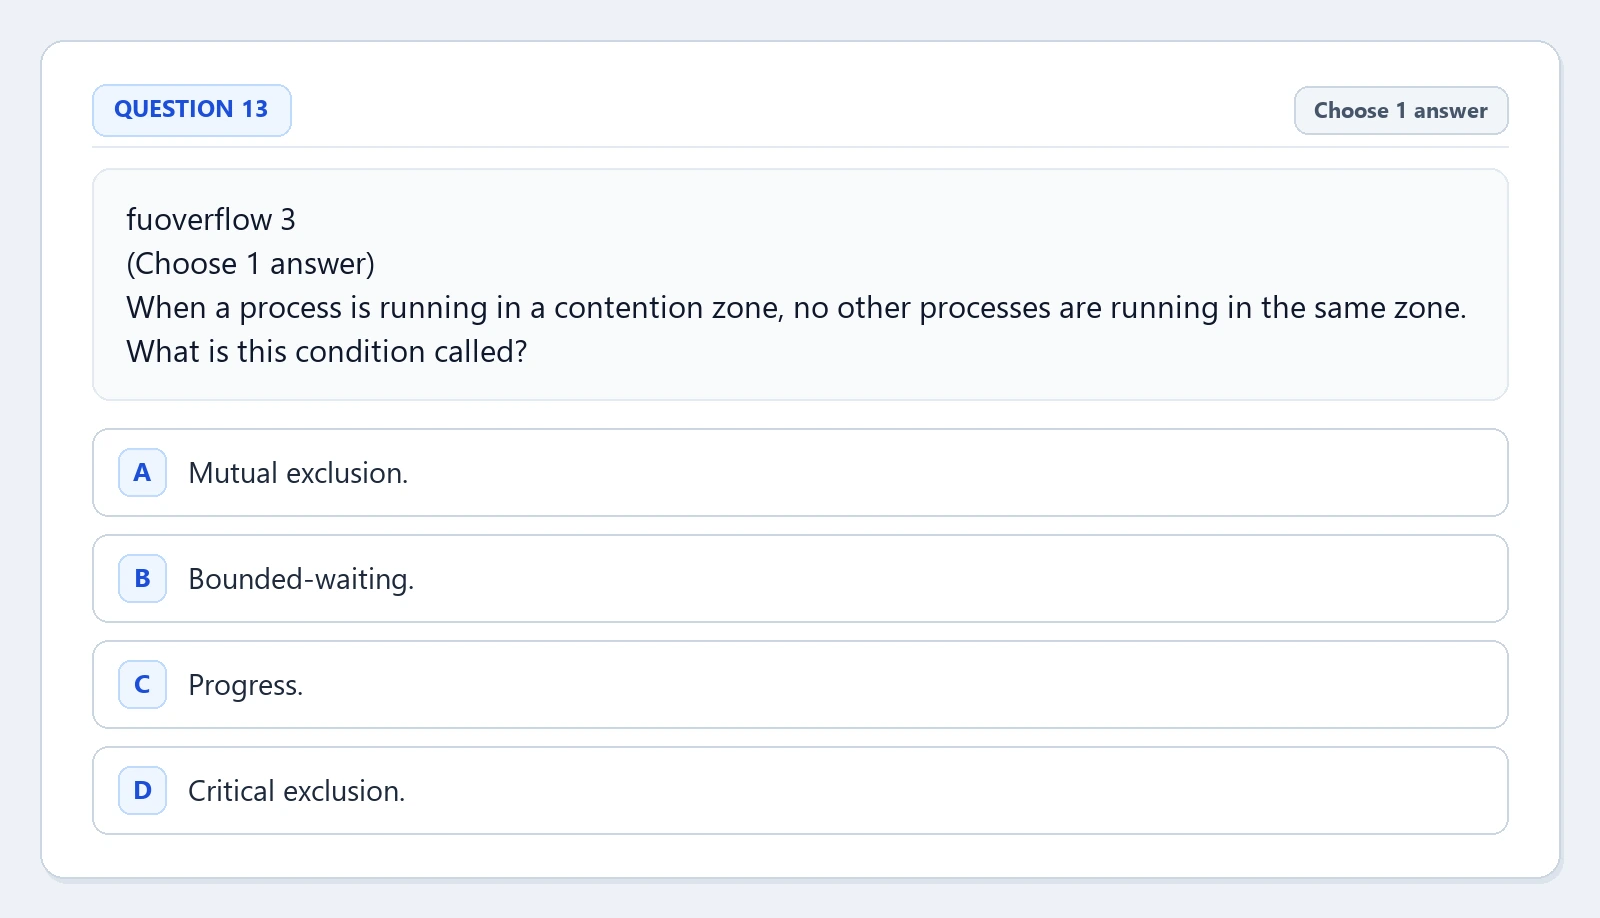 QUESTION 13
Choose 1 answer
fuoverflow 3
(Choose 1 answer)
When a process is running in a contention zone, no other processes are running in the same zone.
What is this condition called?
A Mutual exclusion.
B Bounded-waiting.
C Progress.
D Critical exclusion.